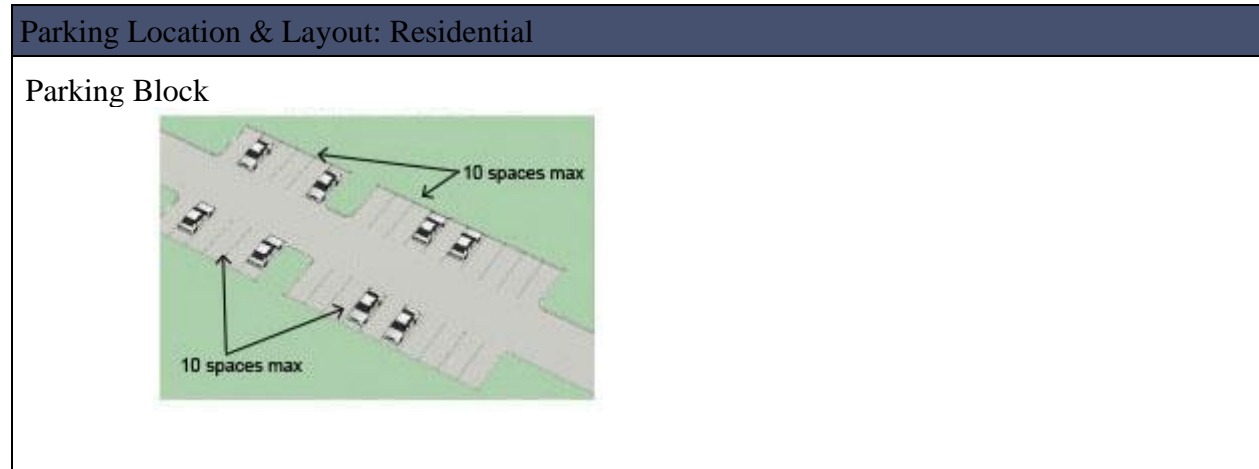 Parking Location & Layout: Residential
Parking Block
10 spaces max
10 spaces max